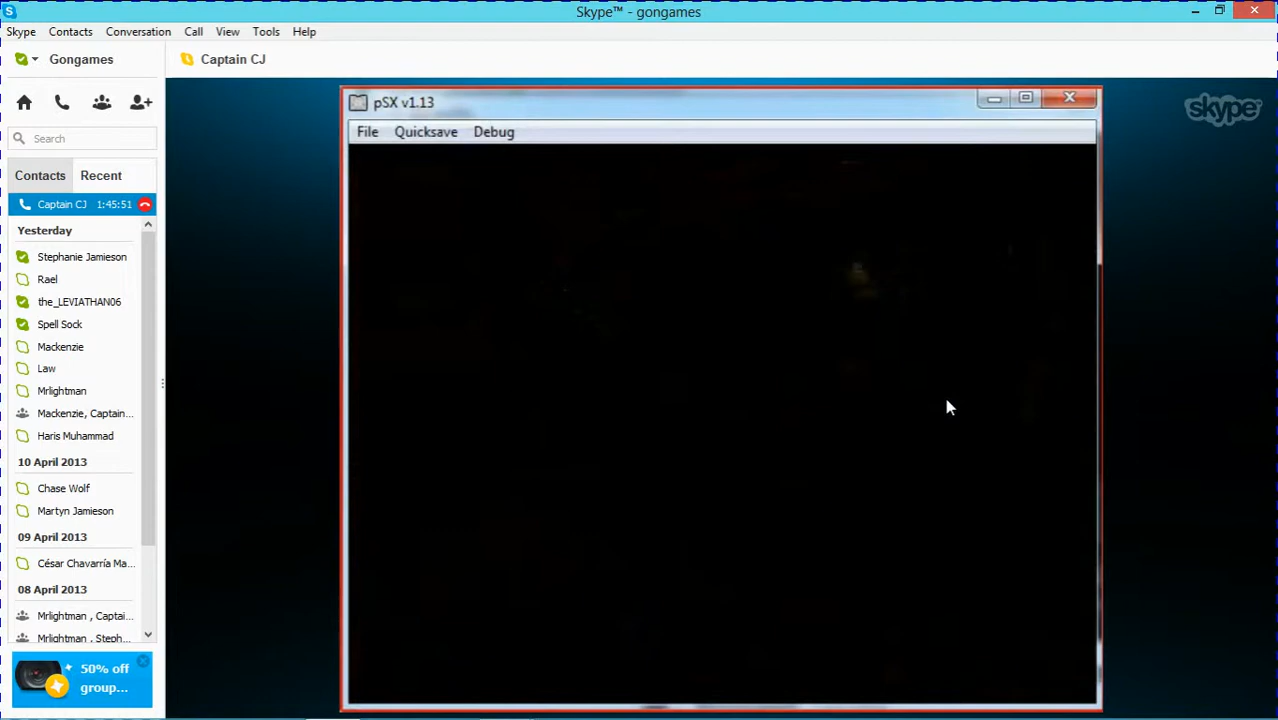 Skype™ - gongames
Skype Contacts Conversation Call View Tools Help
Gongames
Captain CJ
Search
Contacts Recent
Captain CJ 1:45:51
Yesterday
Stephanie Jamieson
Rael
the_LEVIATHAN06
Spell Sock
Mackenzie
Law
Mrlightman
Mackenzie, Captain...
Haris Muhammad
10 April 2013
Chase Wolf
Martyn Jamieson
09 April 2013
César Chavarría Ma...
08 April 2013
Mrlightman , Captai...
Mrlightman , Steph...
50% off
group...
pSX v1.13
File Quicksave Debug
skype